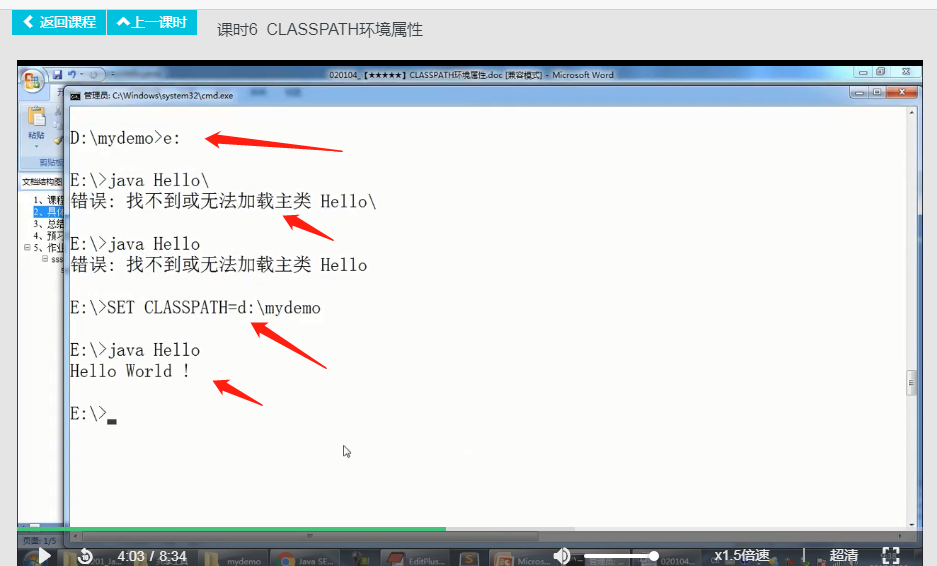 返回课程
上一课时
课时6 CLASSPATH环境属性
020104_【★★★★★】CLASSPATH环境属性.doc [兼容模式] - Microsoft Word
管理员: C:\Windows\system32\cmd.exe
粘贴
剪贴板
文档结构图
1、课程
2、具体
3、总结
4、预习
5、作业
sss
D:\mydemo>e:
E:\>java Hello\
错误: 找不到或无法加载主类 Hello\
E:\>java Hello
错误: 找不到或无法加载主类 Hello
E:\>SET CLASSPATH=d:\mydemo
E:\>java Hello
Hello World !
E:\>
页面: 1/5
4:03 / 8:34
x1.5倍速
超清
mydemo
Java SE...
EditPlus...
Micros...
020104...